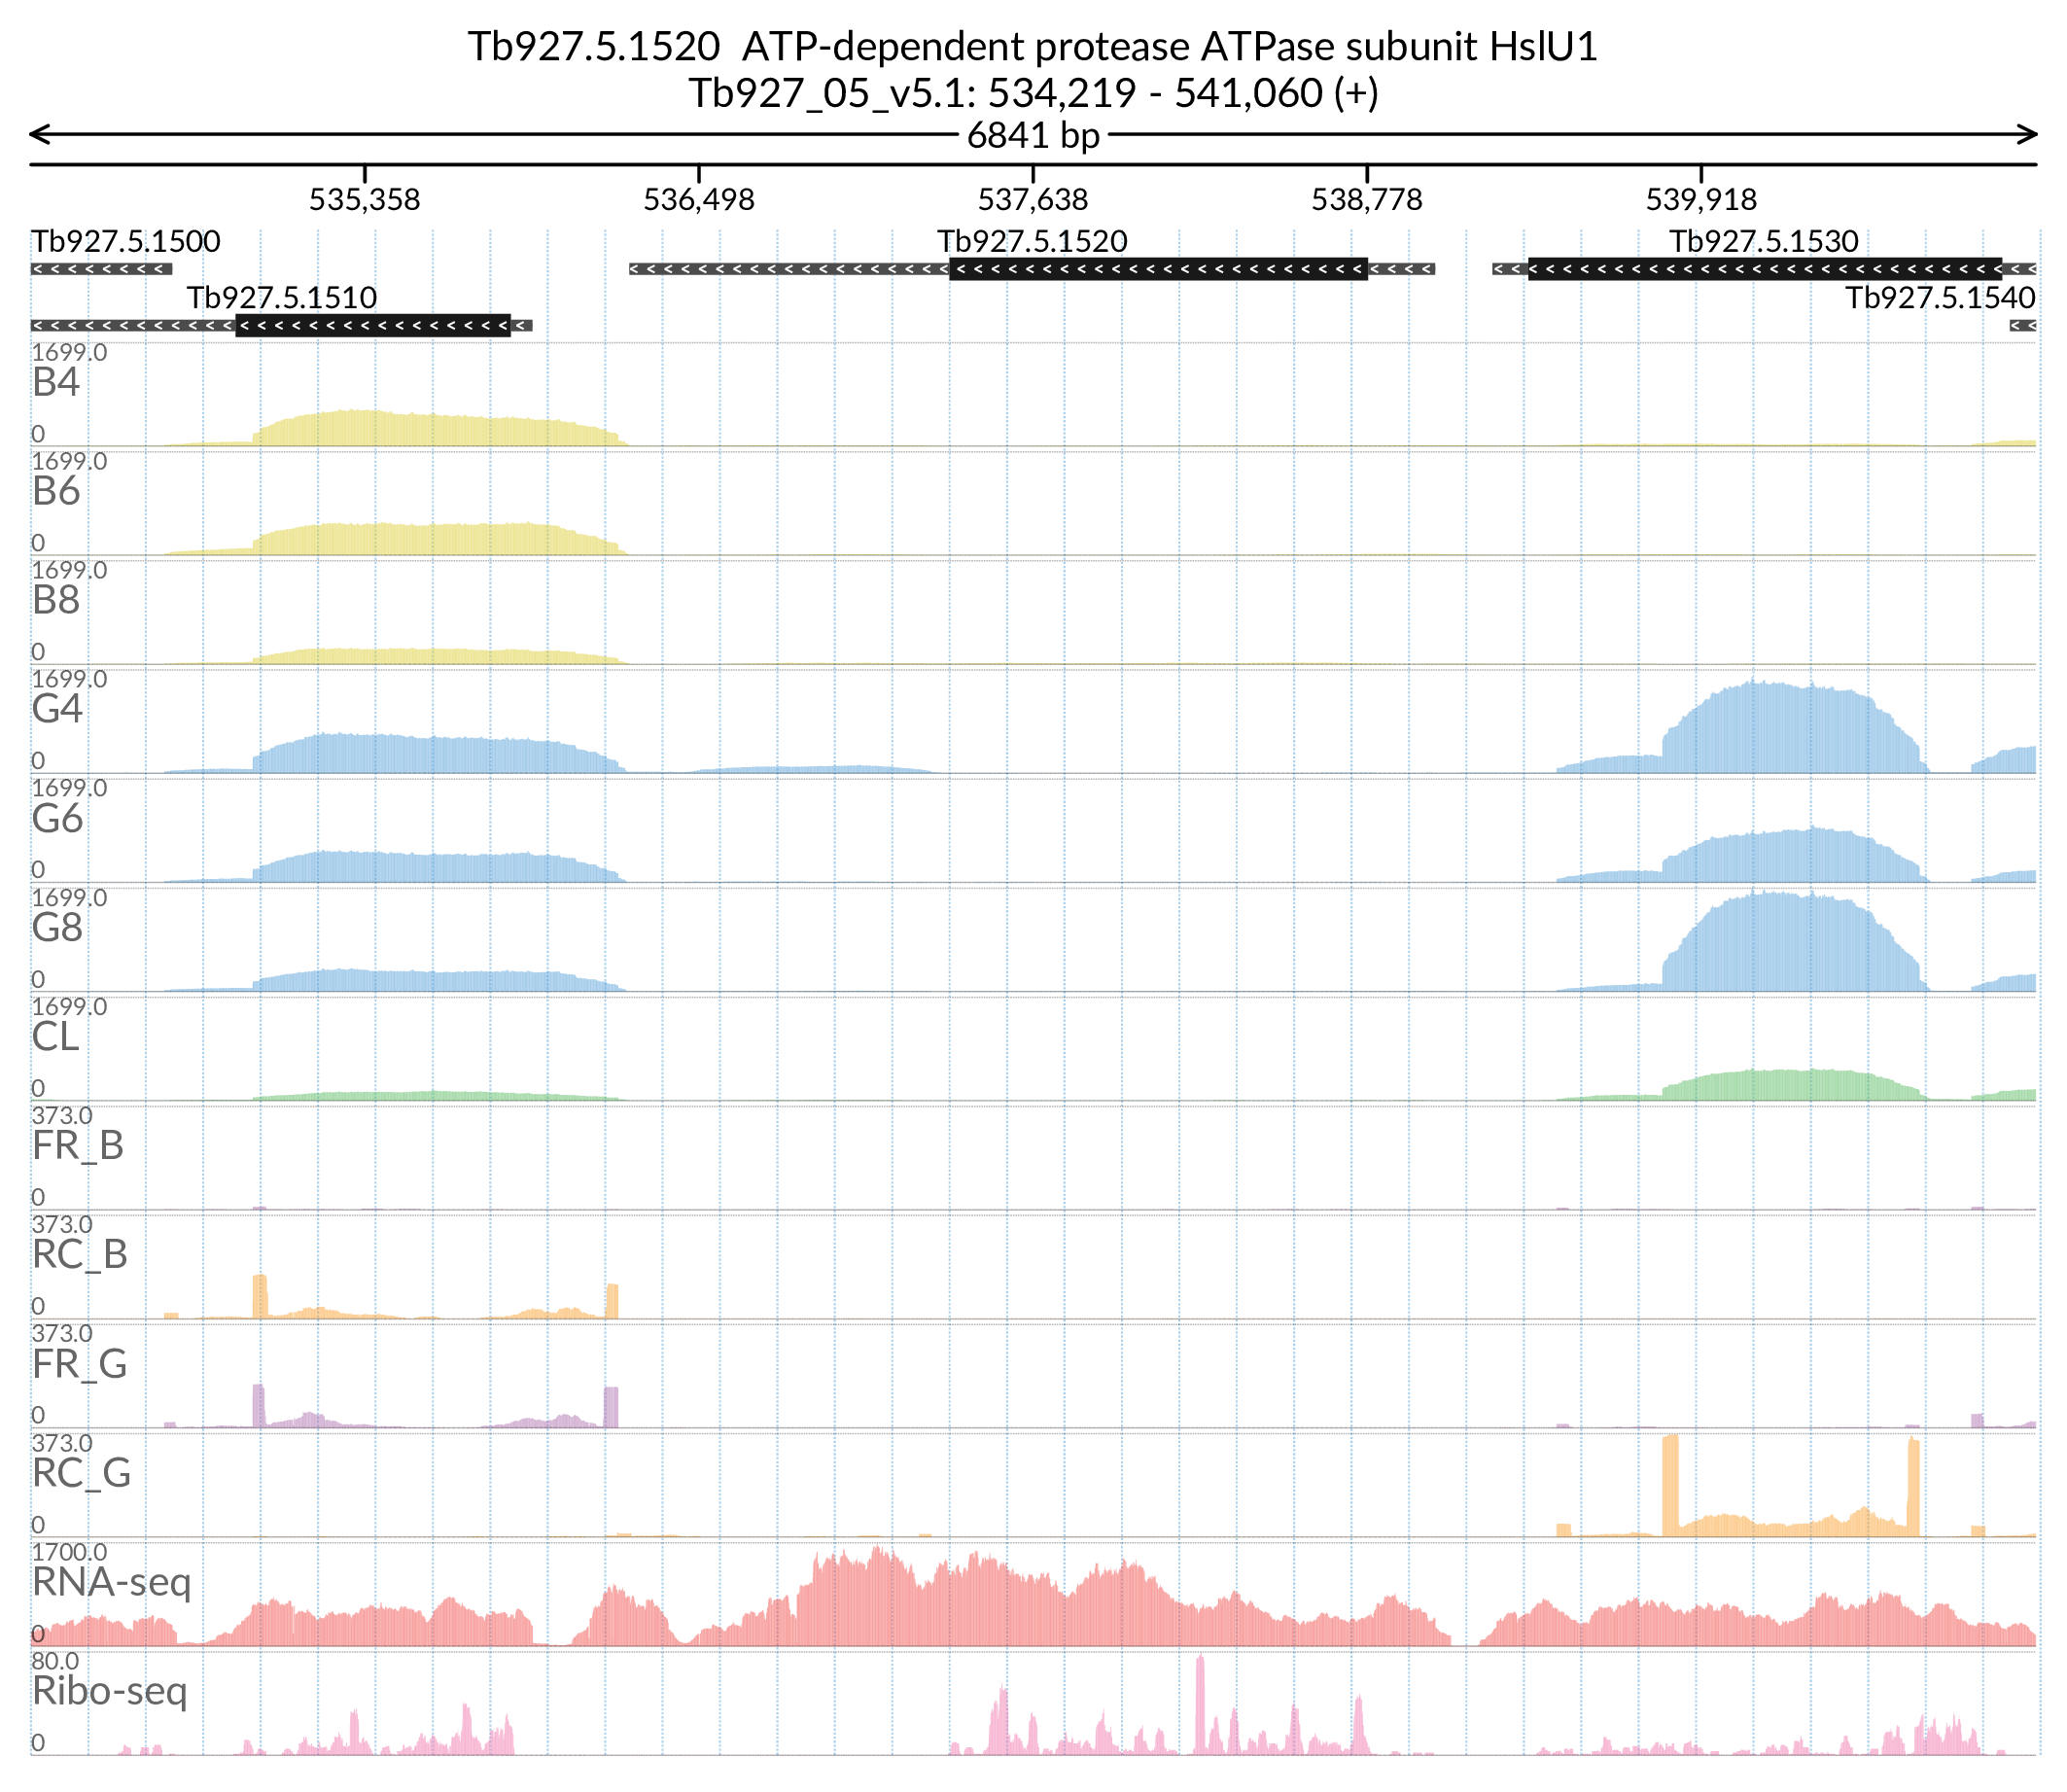 Tb927.5.1520  ATP-dependent protease ATPase subunit HslU1
Tb927_05_v5.1: 534,219 - 541,060 (+)
6841 bp
535,358 536,498 537,638 538,778 539,918
Tb927.5.1500 Tb927.5.1520 Tb927.5.1530
Tb927.5.1510 Tb927.5.1540
1699.0
B4
0
1699.0
B6
0
1699.0
B8
0
1699.0
G4
0
1699.0
G6
0
1699.0
G8
0
1699.0
CL
0
373.0
FR_B
0
373.0
RC_B
0
373.0
FR_G
0
373.0
RC_G
0
1700.0
RNA-seq
0
80.0
Ribo-seq
0